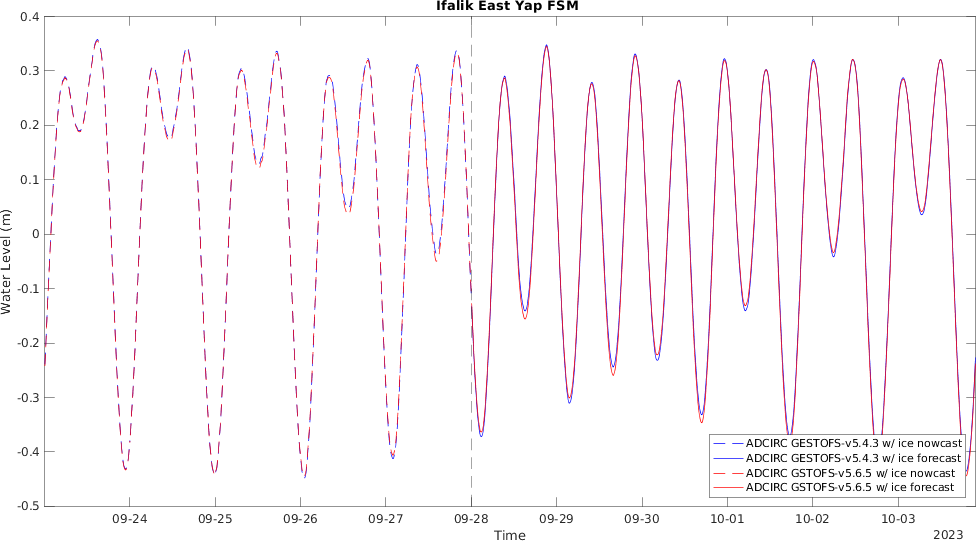 Ifalik East Yap FSM
0.4
0.3
0.2
0.1
0
-0.1
-0.2
-0.3
-0.4
-0.5
Water Level (m)
ADCIRC GESTOFS-v5.4.3 w/ ice nowcast
ADCIRC GESTOFS-v5.4.3 w/ ice forecast
ADCIRC GSTOFS-v5.6.5 w/ ice nowcast
ADCIRC GSTOFS-v5.6.5 w/ ice forecast
09-24 09-25 09-26 09-27 09-28 09-29 09-30 10-01 10-02 10-03
Time
2023